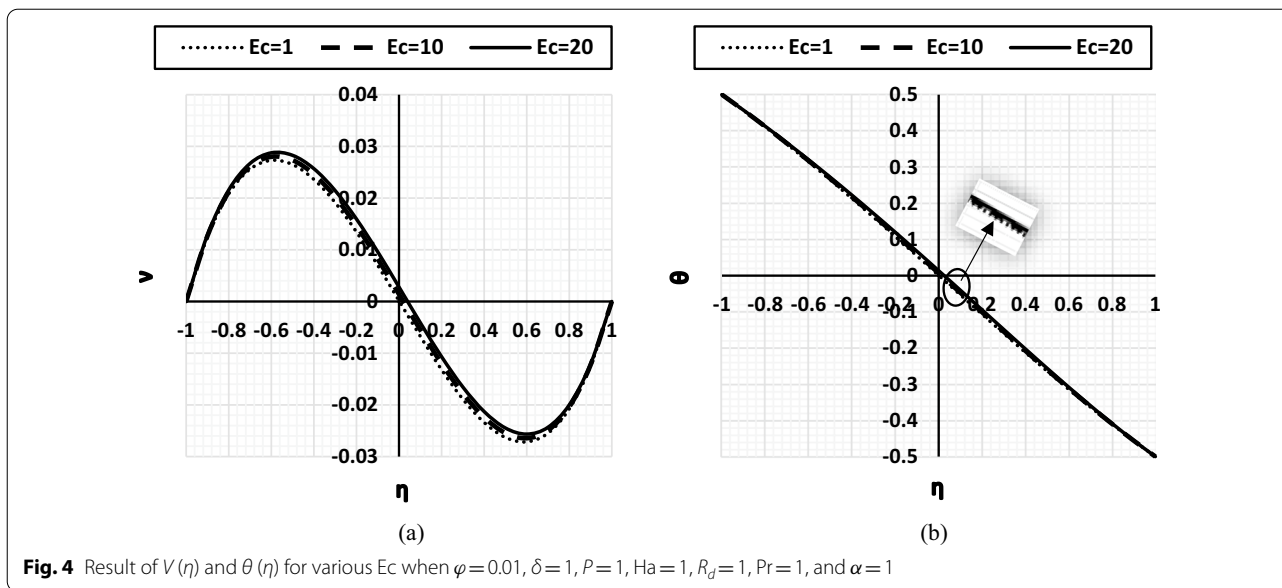 Ec=1 Ec=10 Ec=20
0.04
0.03
0.02
0.01
0
-0.01
-0.02
-0.03
-1 -0.8 -0.6 -0.4 -0.2 0 0.2 0.4 0.6 0.8 1
V
η
(a)
Ec=1 Ec=10 Ec=20
0.5
0.4
0.3
0.2
0.1
0
-0.1
-0.2
-0.3
-0.4
-0.5
-1 -0.8 -0.6 -0.4 -0.2 0 0.2 0.4 0.6 0.8 1
θ
η
(b)
Fig. 4 Result of V (η) and θ (η) for various Ec when φ = 0.01, δ = 1, P = 1, Ha = 1, R_d = 1, Pr = 1, and α = 1